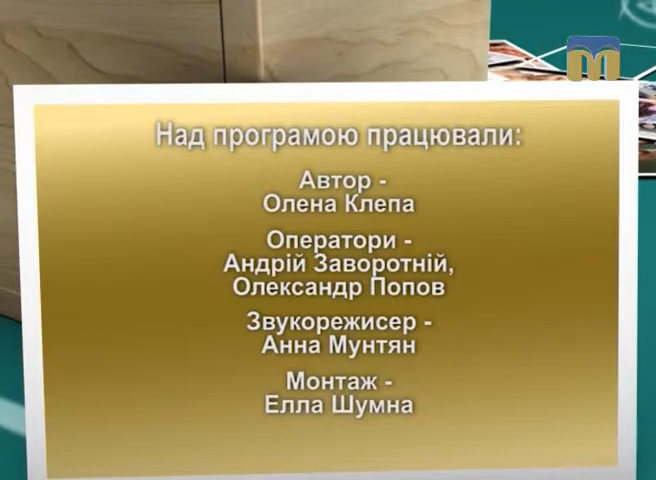 Над програмою працювали:
Автор -
Олена Клепа
Оператори -
Андрій Заворотній,
Олександр Попов
Звукорежисер -
Анна Мунтян
Монтаж -
Елла Шумна